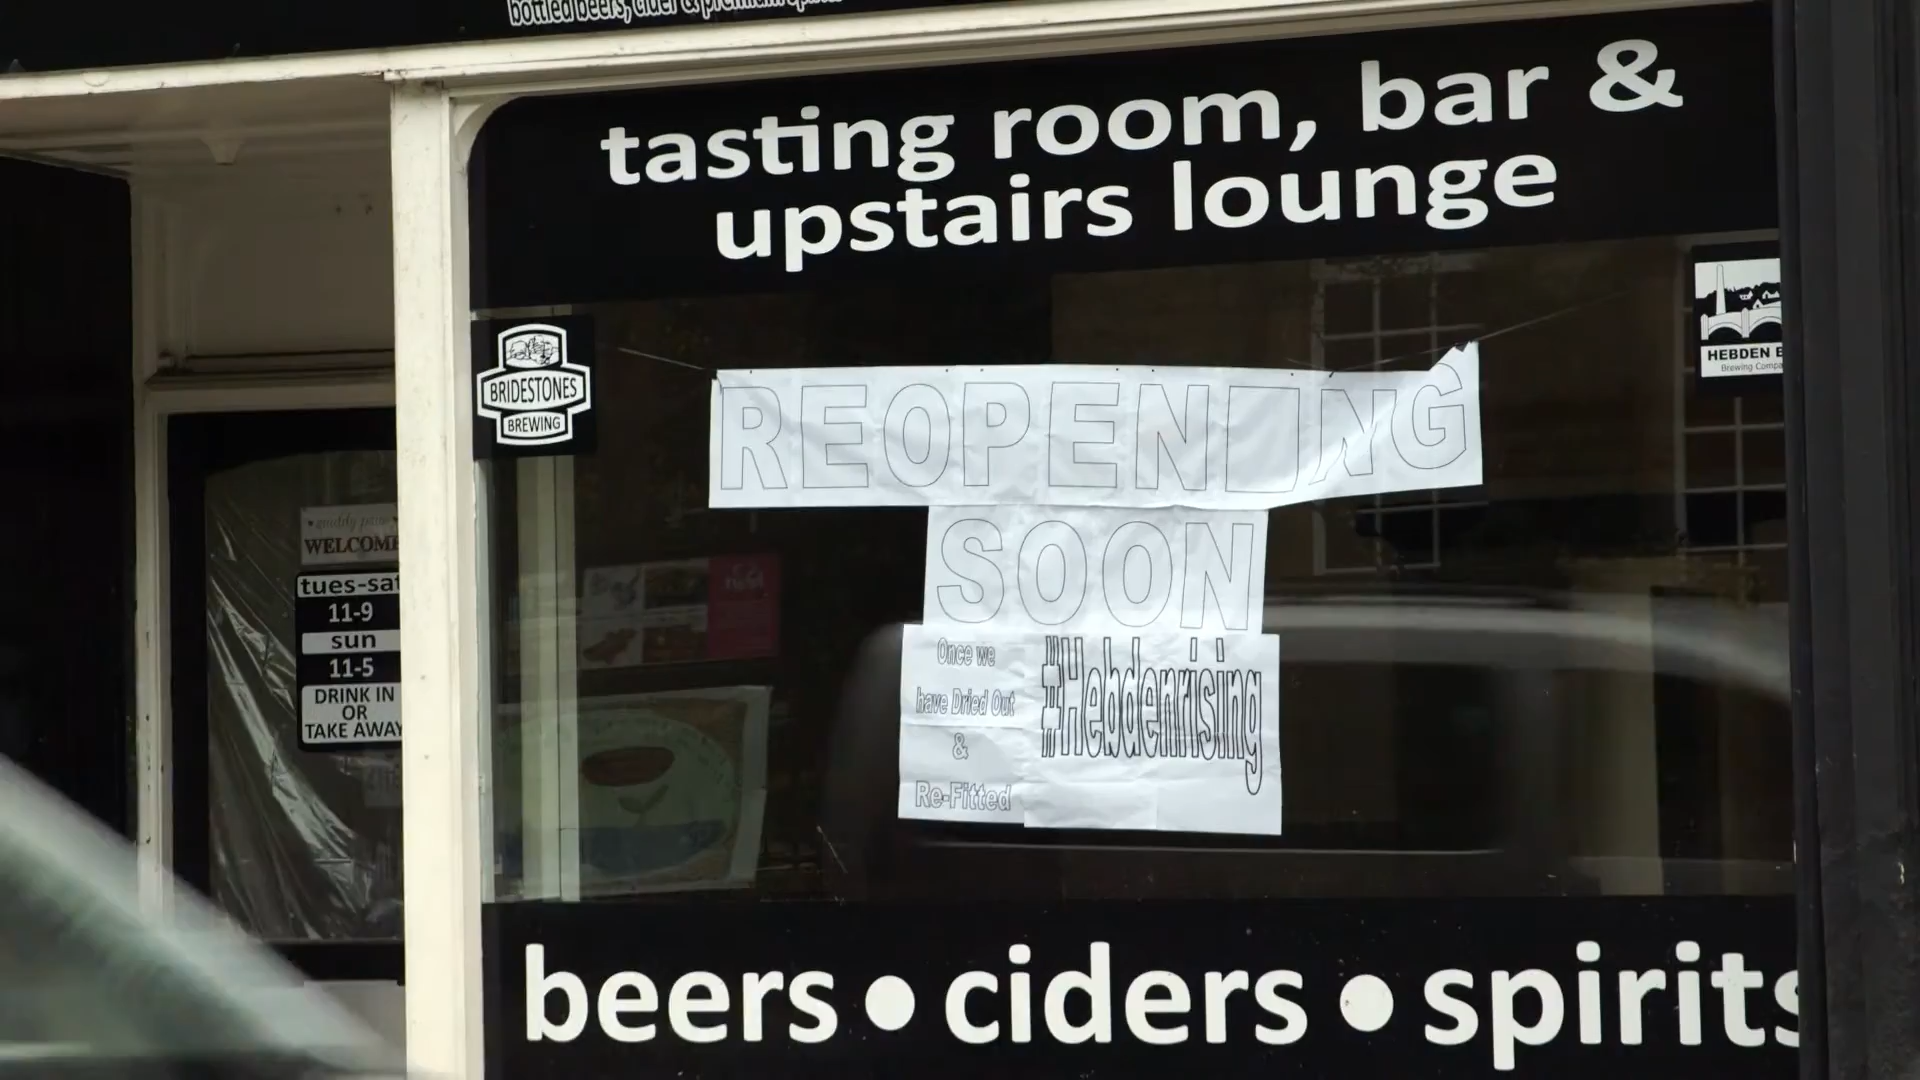 bottled beers, cider & premium
tasting room, bar &
upstairs lounge
BRIDESTONES
BREWING
HEBDEN B
Brewing Compa
REOPENING
SOON
Once we
have Dried Out
&
Re-Fitted
#Hebdenrising
WELCOME
tues-sat
11-9
sun
11-5
DRINK IN
OR
TAKE AWAY
beers • ciders • spirits